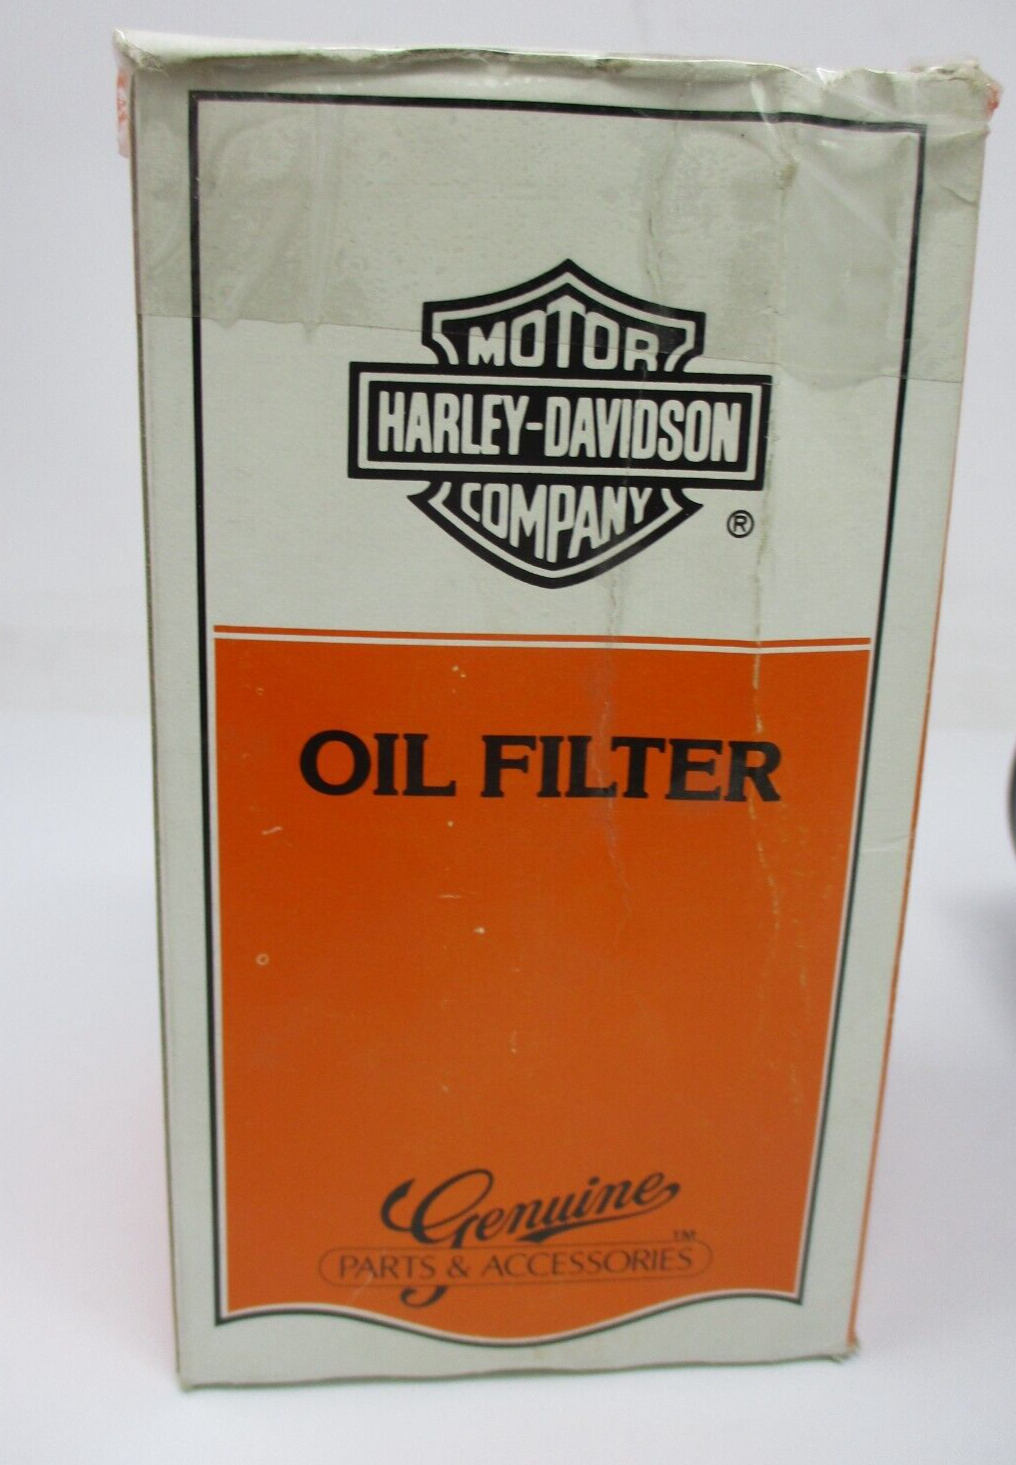 MOTOR
HARLEY-DAVIDSON
COMPANY
®
OIL FILTER
Genuine
TM
PARTS & ACCESSORIES